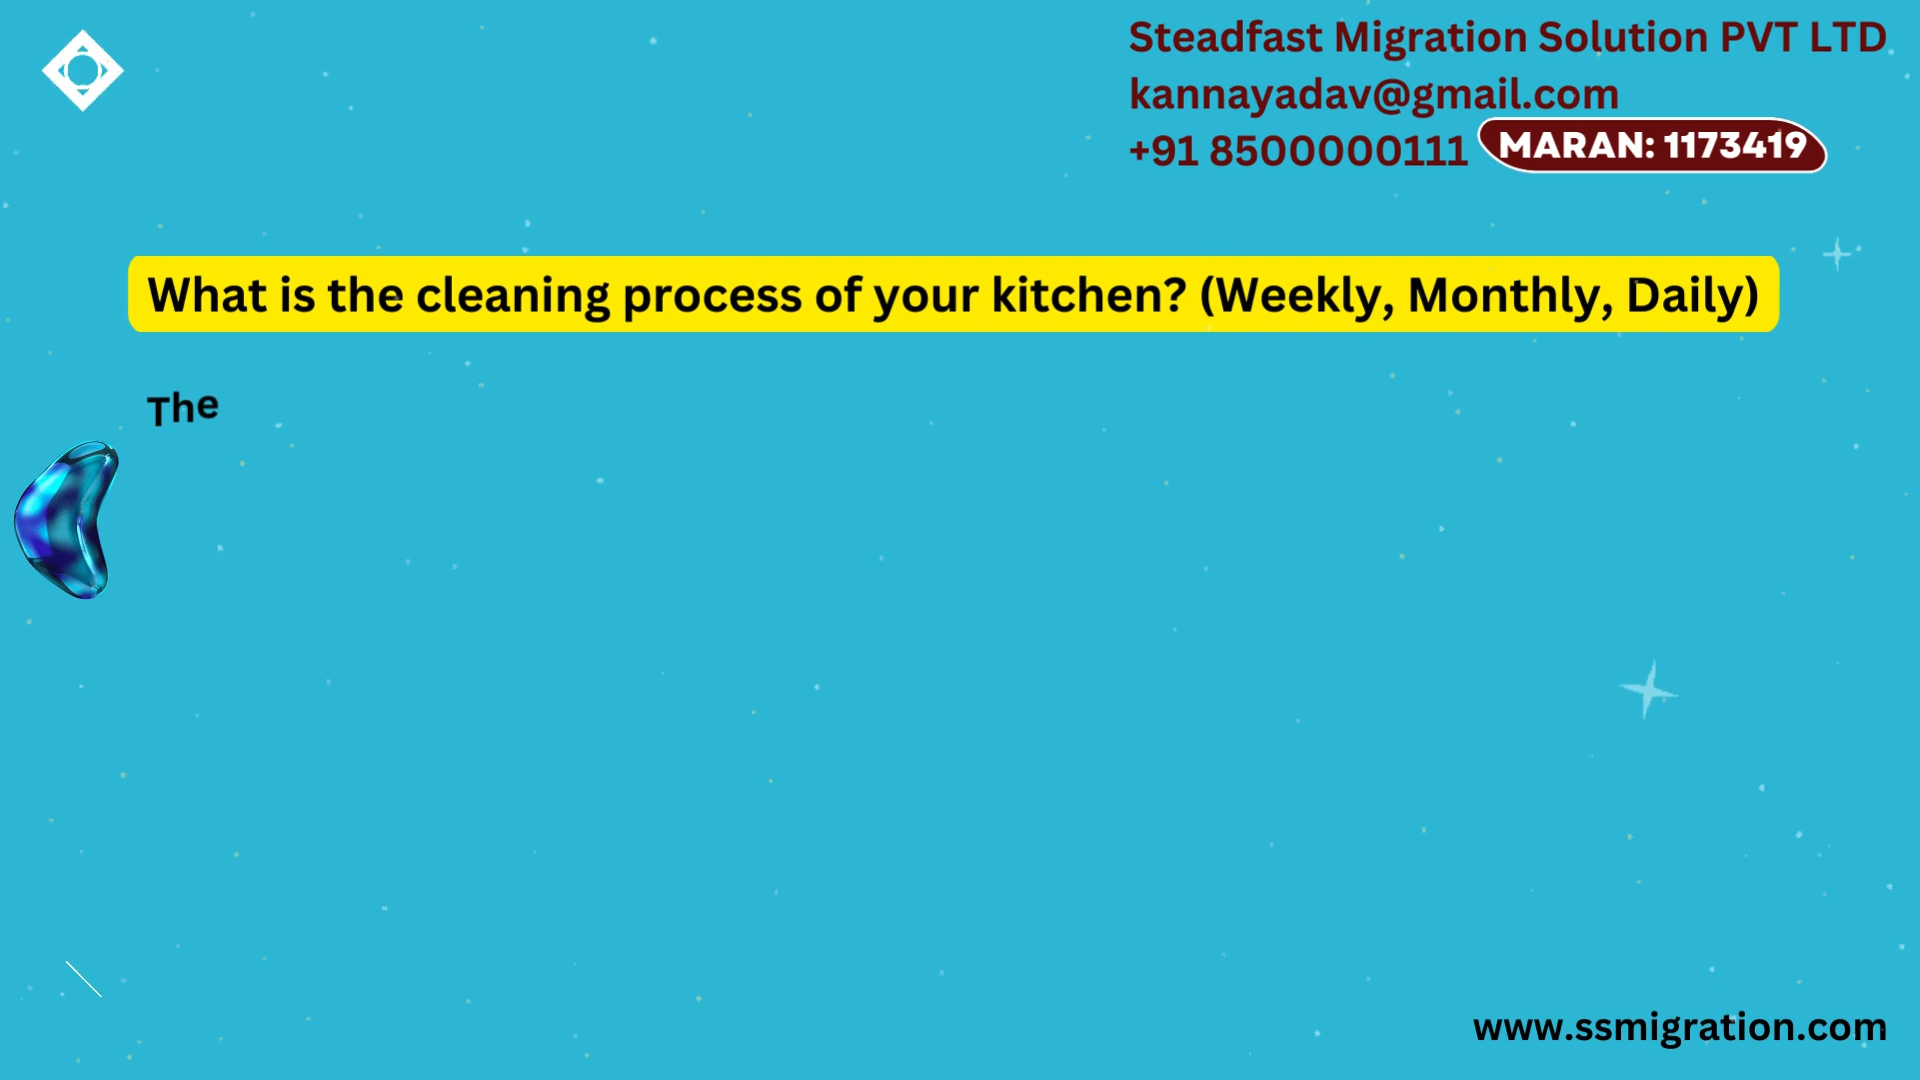 Steadfast Migration Solution PVT LTD
kannayadav@gmail.com
+91 8500000111 MARAN: 1173419
What is the cleaning process of your kitchen? (Weekly, Monthly, Daily)
The
www.ssmigration.com